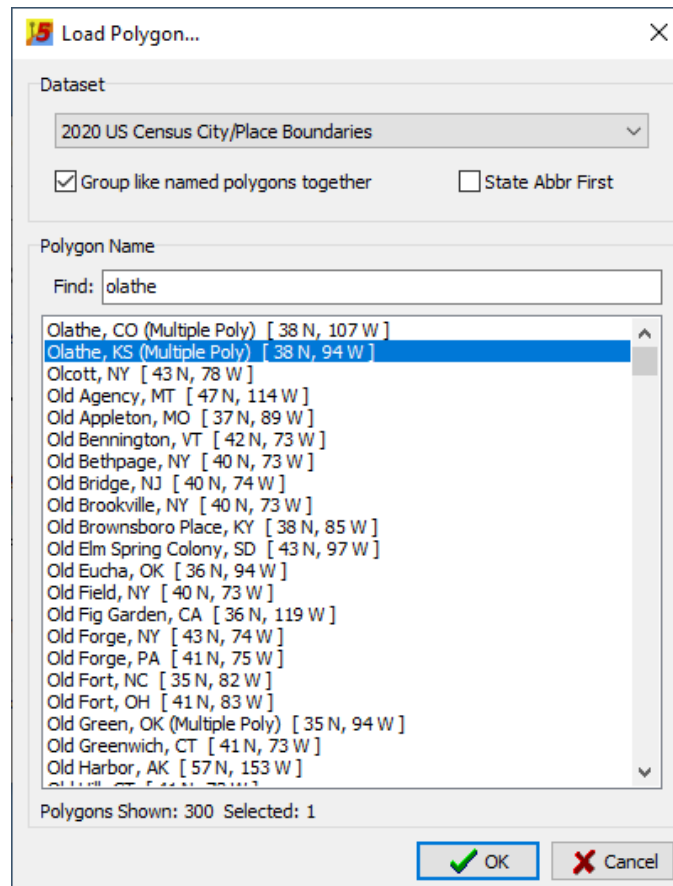 Load Polygon...
Dataset
2020 US Census City/Place Boundaries
Group like named polygons together State Abbr First
Polygon Name
Find: olathe
Olathe, CO (Multiple Poly) [ 38 N, 107 W ]
Olathe, KS (Multiple Poly) [ 38 N, 94 W ]
Olcott, NY [ 43 N, 78 W ]
Old Agency, MT [ 47 N, 114 W ]
Old Appleton, MO [ 37 N, 89 W ]
Old Bennington, VT [ 42 N, 73 W ]
Old Bethpage, NY [ 40 N, 73 W ]
Old Bridge, NJ [ 40 N, 74 W ]
Old Brookville, NY [ 40 N, 73 W ]
Old Brownsboro Place, KY [ 38 N, 85 W ]
Old Elm Spring Colony, SD [ 43 N, 97 W ]
Old Eucha, OK [ 36 N, 94 W ]
Old Field, NY [ 40 N, 73 W ]
Old Fig Garden, CA [ 36 N, 119 W ]
Old Forge, NY [ 43 N, 74 W ]
Old Forge, PA [ 41 N, 75 W ]
Old Fort, NC [ 35 N, 82 W ]
Old Fort, OH [ 41 N, 83 W ]
Old Green, OK (Multiple Poly) [ 35 N, 94 W ]
Old Greenwich, CT [ 41 N, 73 W ]
Old Harbor, AK [ 57 N, 153 W ]
Polygons Shown: 300 Selected: 1
OK Cancel